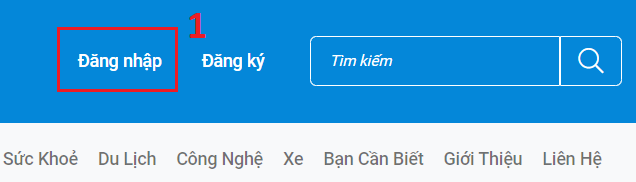 1
Đăng nhập Đăng ký Tìm kiếm
Sức Khoẻ Du Lịch Công Nghệ Xe Bạn Cần Biết Giới Thiệu Liên Hệ